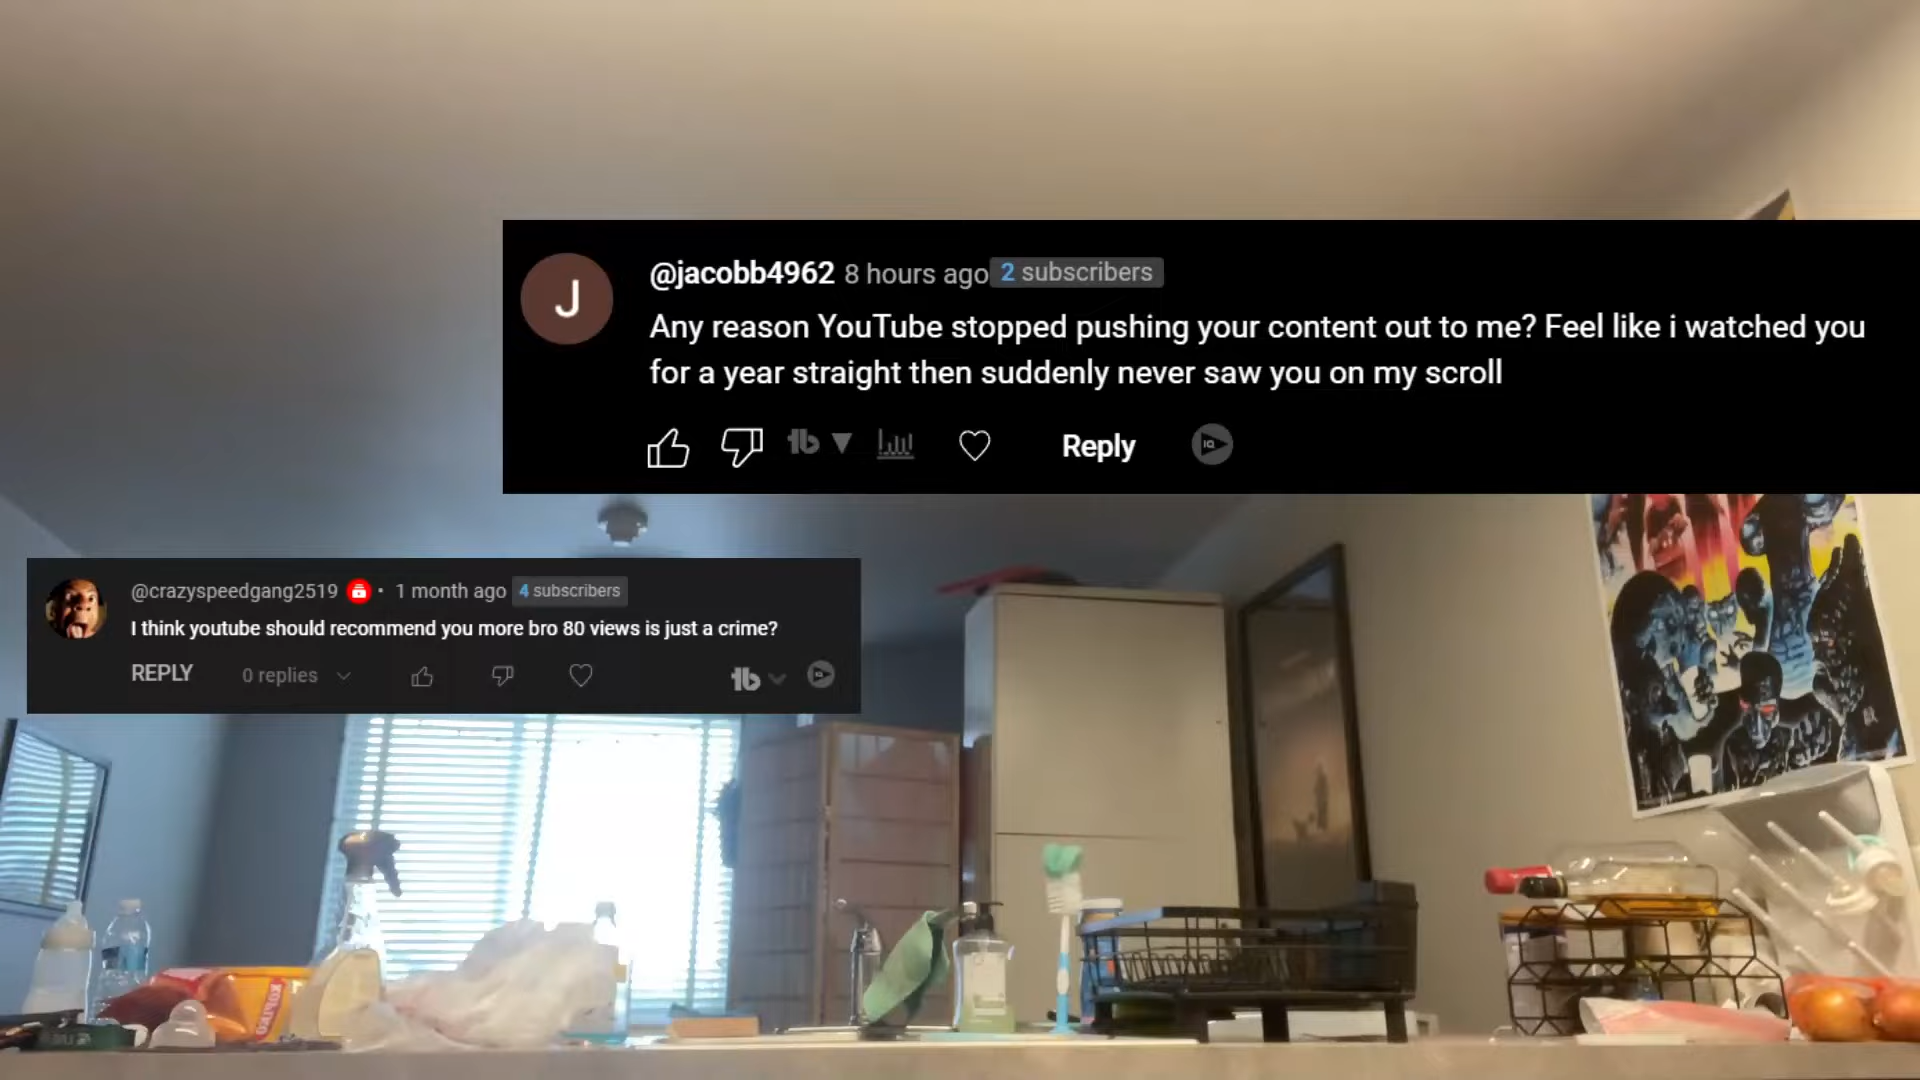 @jacobb4962 8 hours ago 2 subscribers
Any reason YouTube stopped pushing your content out to me? Feel like i watched you
for a year straight then suddenly never saw you on my scroll
Reply
@crazyspeedgang2519 • 1 month ago 4 subscribers
I think youtube should recommend you more bro 80 views is just a crime?
REPLY 0 replies